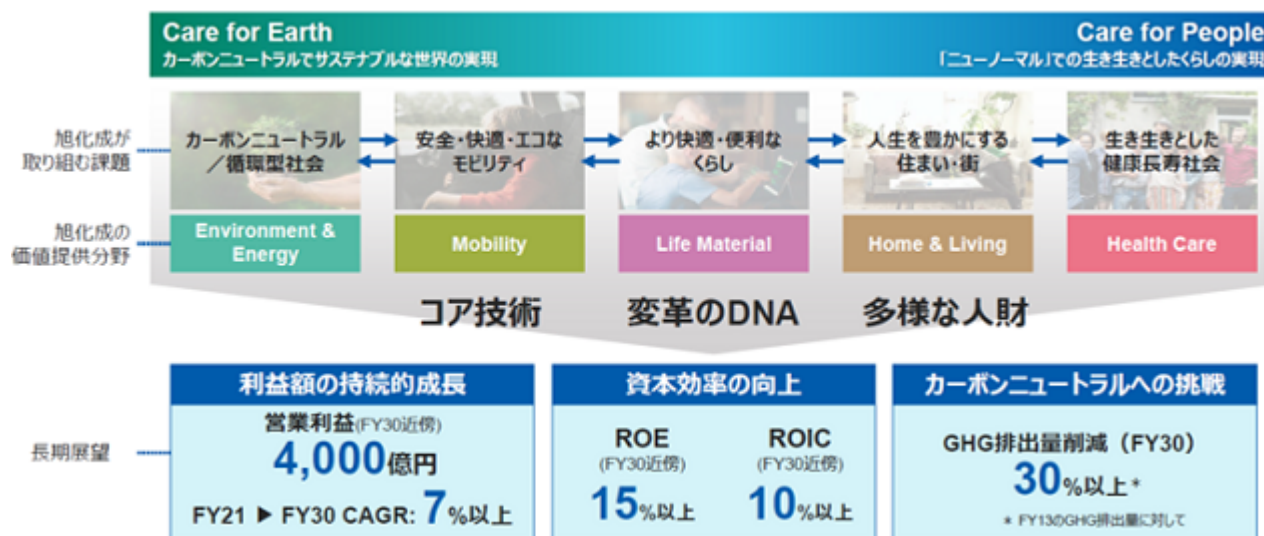 Care for Earth
カーボンニュートラルでサステナブルな世界の実現
Care for People
「ニューノーマル」での生き生きとしたくらしの実現
旭化成が
取り組む課題
カーボンニュートラル
／循環型社会
安全・快適・エコな
モビリティ
より快適・便利な
くらし
人生を豊かにする
住まい・街
生き生きとした
健康長寿社会
旭化成の
価値提供分野
Environment &
Energy
Mobility
Life Material
Home & Living
Health Care
コア技術
変革のDNA
多様な人財
長期展望
利益額の持続的成長
営業利益(FY30近傍)
4,000億円
FY21 ▶ FY30 CAGR: 7%以上
資本効率の向上
ROE
(FY30近傍)
15%以上
ROIC
(FY30近傍)
10%以上
カーボンニュートラルへの挑戦
GHG排出量削減（FY30）
30%以上*
* FY13のGHG排出量に対して